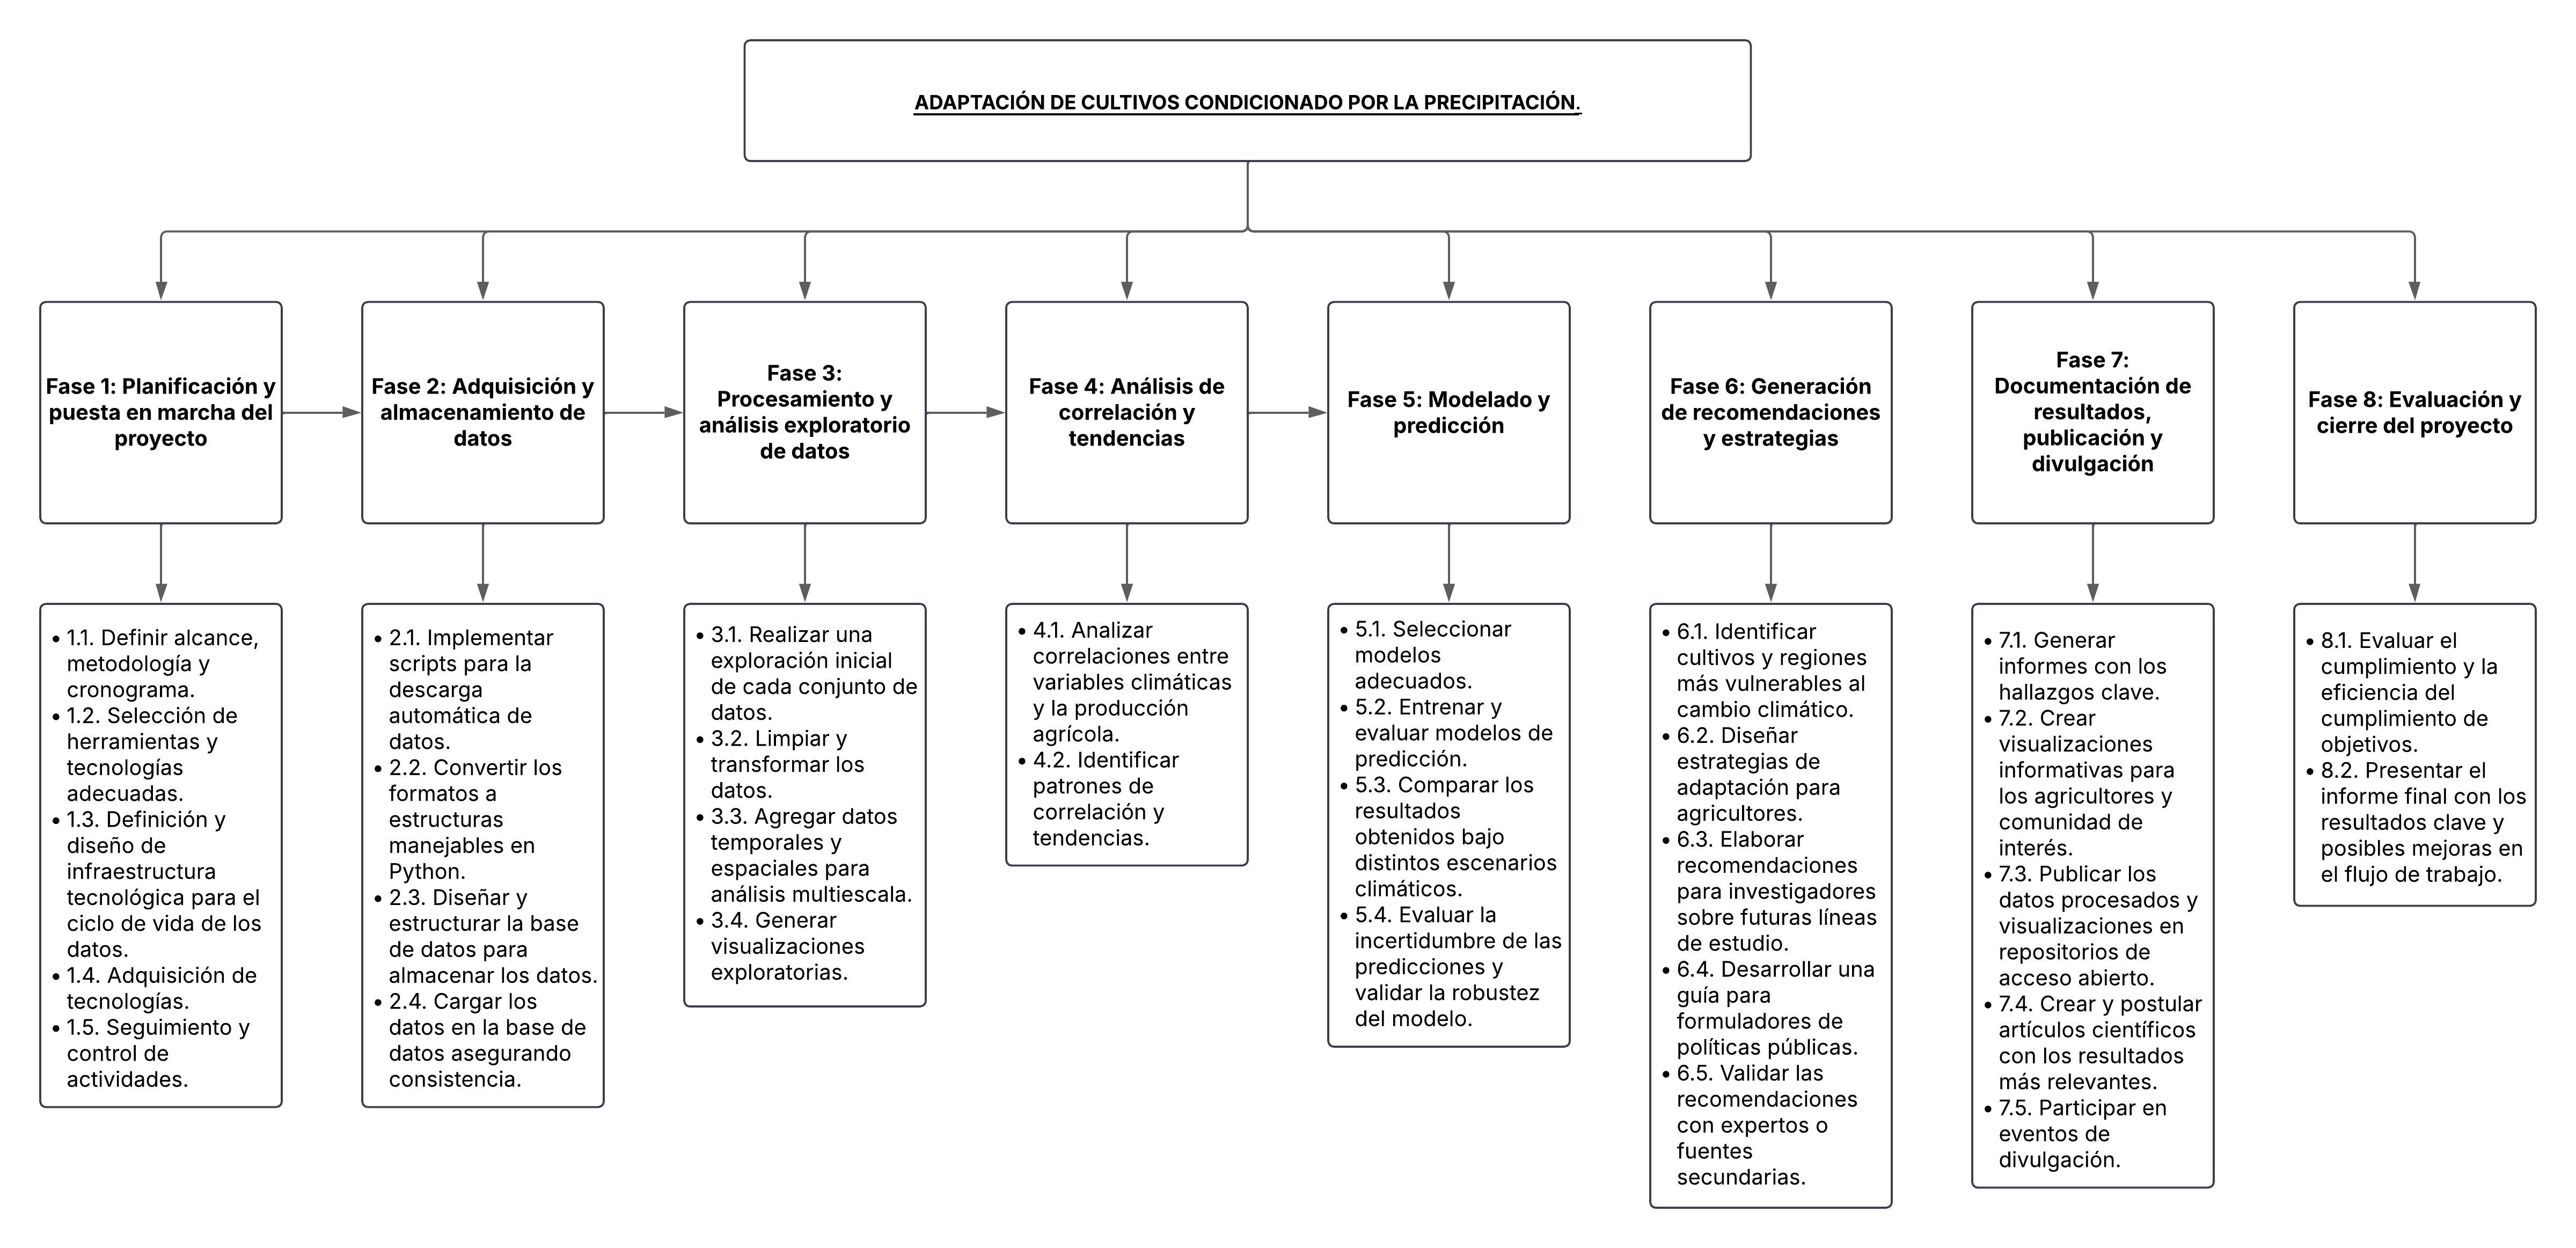 ADAPTACIÓN DE CULTIVOS CONDICIONADO POR LA PRECIPITACIÓN.
Fase 1: Planificación y
puesta en marcha del
proyecto
Fase 2: Adquisición y
almacenamiento de
datos
Fase 3:
Procesamiento y
análisis exploratorio
de datos
Fase 4: Análisis de
correlación y
tendencias
Fase 5: Modelado y
predicción
Fase 6: Generación
de recomendaciones
y estrategias
Fase 7:
Documentación de
resultados,
publicación y
divulgación
Fase 8: Evaluación y
cierre del proyecto
• 1.1. Definir alcance,
metodología y
cronograma.
• 1.2. Selección de
herramientas y
tecnologías
adecuadas.
• 1.3. Definición y
diseño de
infraestructura
tecnológica para el
ciclo de vida de los
datos.
• 1.4. Adquisición de
tecnologías.
• 1.5. Seguimiento y
control de
actividades.
• 2.1. Implementar
scripts para la
descarga
automática de
datos.
• 2.2. Convertir los
formatos a
estructuras
manejables en
Python.
• 2.3. Diseñar y
estructurar la base
de datos para
almacenar los datos.
• 2.4. Cargar los
datos en la base de
datos asegurando
consistencia.
• 3.1. Realizar una
exploración inicial
de cada conjunto de
datos.
• 3.2. Limpiar y
transformar los
datos.
• 3.3. Agregar datos
temporales y
espaciales para
análisis multiescala.
• 3.4. Generar
visualizaciones
exploratorias.
• 4.1. Analizar
correlaciones entre
variables climáticas
y la producción
agrícola.
• 4.2. Identificar
patrones de
correlación y
tendencias.
• 5.1. Seleccionar
modelos
adecuados.
• 5.2. Entrenar y
evaluar modelos de
predicción.
• 5.3. Comparar los
resultados
obtenidos bajo
distintos escenarios
climáticos.
• 5.4. Evaluar la
incertidumbre de las
predicciones y
validar la robustez
del modelo.
• 6.1. Identificar
cultivos y regiones
más vulnerables al
cambio climático.
• 6.2. Diseñar
estrategias de
adaptación para
agricultores.
• 6.3. Elaborar
recomendaciones
para investigadores
sobre futuras líneas
de estudio.
• 6.4. Desarrollar una
guía para
formuladores de
políticas públicas.
• 6.5. Validar las
recomendaciones
con expertos o
fuentes
secundarias.
• 7.1. Generar
informes con los
hallazgos clave.
• 7.2. Crear
visualizaciones
informativas para
los agricultores y
comunidad de
interés.
• 7.3. Publicar los
datos procesados y
visualizaciones en
repositorios de
acceso abierto.
• 7.4. Crear y postular
artículos científicos
con los resultados
más relevantes.
• 7.5. Participar en
eventos de
divulgación.
• 8.1. Evaluar el
cumplimiento y la
eficiencia del
cumplimiento de
objetivos.
• 8.2. Presentar el
informe final con los
resultados clave y
posibles mejoras en
el flujo de trabajo.